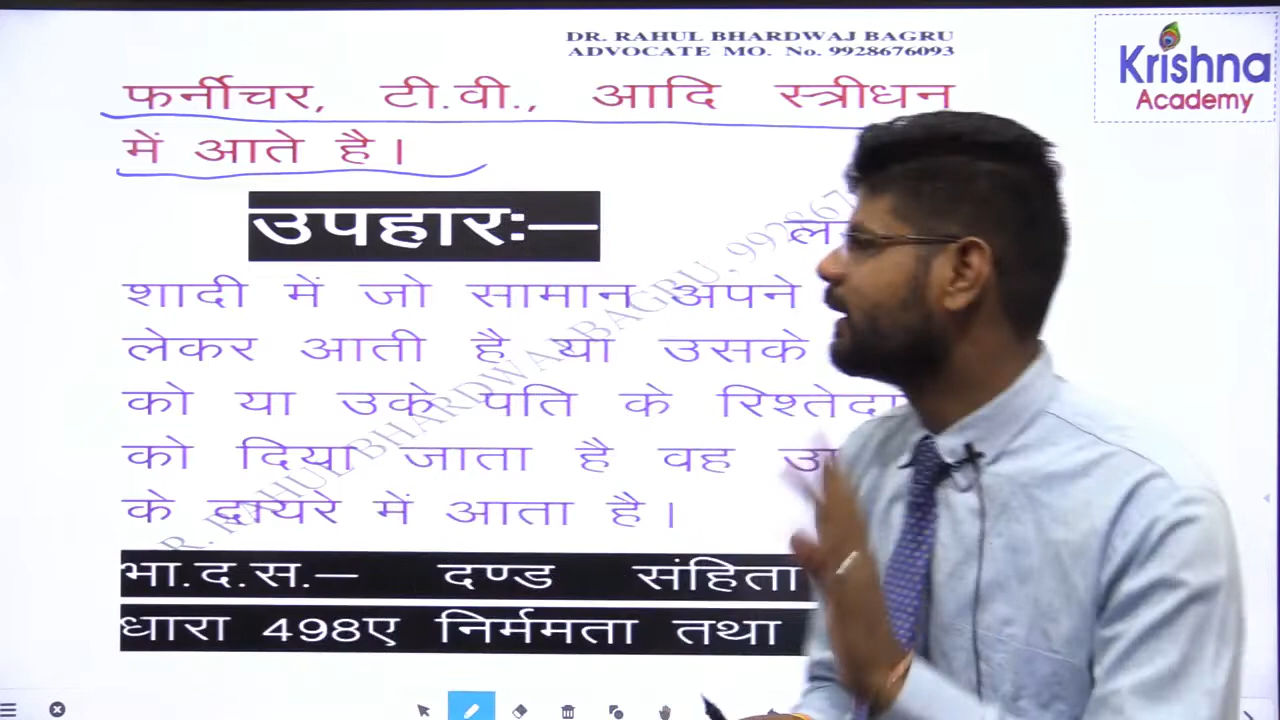 DR. RAHUL BHARDWAJ BAGRU
ADVOCATE MO. No. 9928676093
Krishna
Academy
फर्नीचर, टी.वी., आदि स्त्रीधन
में आते है।
उपहारः–
शादी में जो सामान अपने
लेकर आती है या उसके
को या उके पति के
को दिया जाता है वह
के दायरे में आता है।
भा.द.स.– दण्ड संहिता
धारा 498ए निर्ममता तथा